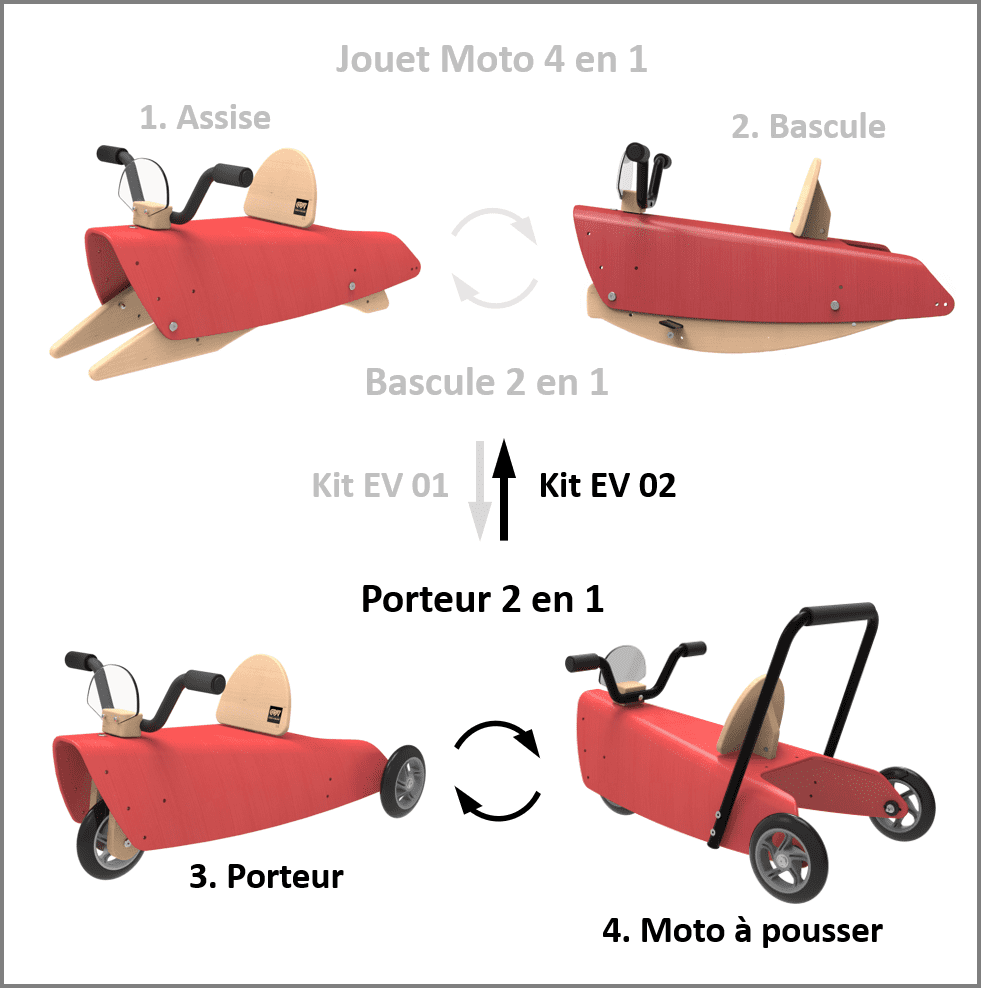 Jouet Moto 4 en 1
1. Assise
2. Bascule
Bascule 2 en 1
Kit EV 01
Kit EV 02
Porteur 2 en 1
3. Porteur
4. Moto à pousser